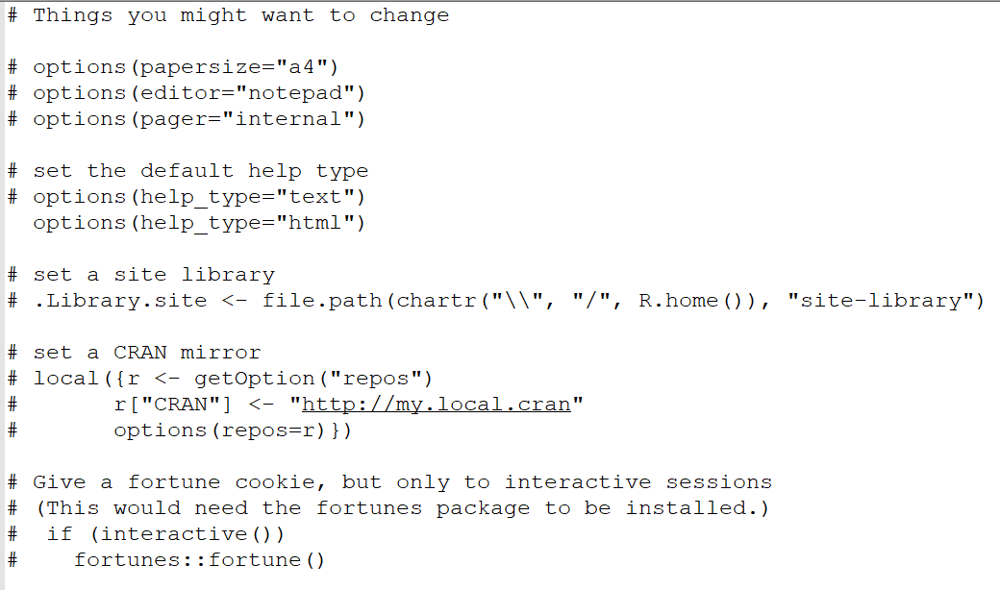 # Things you might want to change
# options(papersize="a4")
# options(editor="notepad")
# options(pager="internal")
# set the default help type
# options(help_type="text")
  options(help_type="html")
# set a site library
# .Library.site <- file.path(chartr("\\", "/", R.home()), "site-library")
# set a CRAN mirror
# local({r <- getOption("repos")
#       r["CRAN"] <- "http://my.local.cran"
#       options(repos=r)})
# Give a fortune cookie, but only to interactive sessions
# (This would need the fortunes package to be installed.)
#  if (interactive())
#    fortunes::fortune()